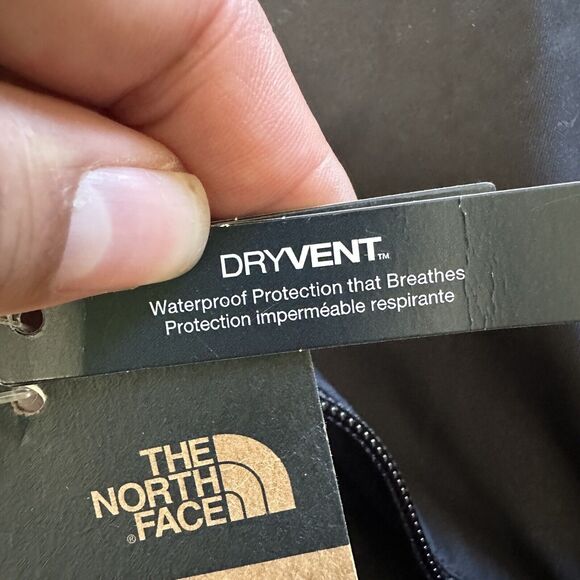 DRYVENT™
Waterproof Protection that Breathes
Protection imperméable respirante
THE
NORTH
FACE®